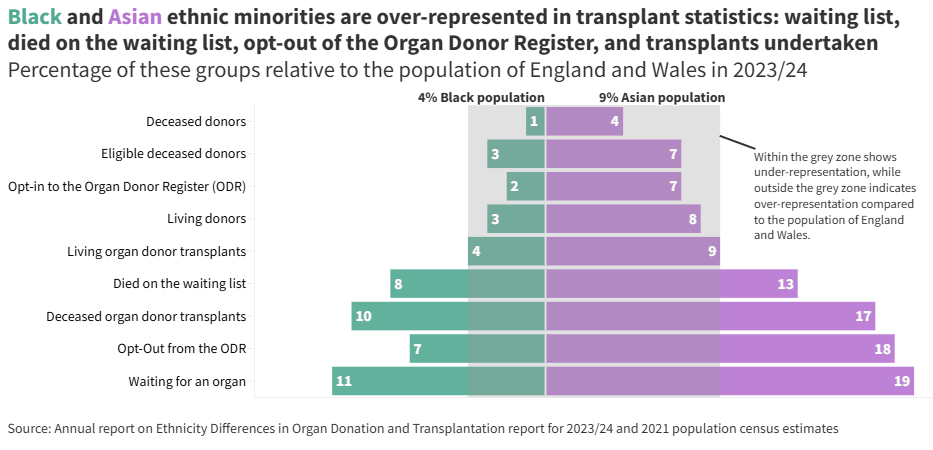 Black and Asian ethnic minorities are over-represented in transplant statistics: waiting list,
died on the waiting list, opt-out of the Organ Donor Register, and transplants undertaken
Percentage of these groups relative to the population of England and Wales in 2023/24
4% Black population 9% Asian population
Deceased donors 1 4
Eligible deceased donors 3 7
Opt-in to the Organ Donor Register (ODR) 2 7
Living donors 3 8
Living organ donor transplants 4 9
Died on the waiting list 8 13
Deceased organ donor transplants 10 17
Opt-Out from the ODR 7 18
Waiting for an organ 11 19
Within the grey zone shows
under-representation, while
outside the grey zone indicates
over-representation compared
to the population of England
and Wales.
Source: Annual report on Ethnicity Differences in Organ Donation and Transplantation report for 2023/24 and 2021 population census estimates